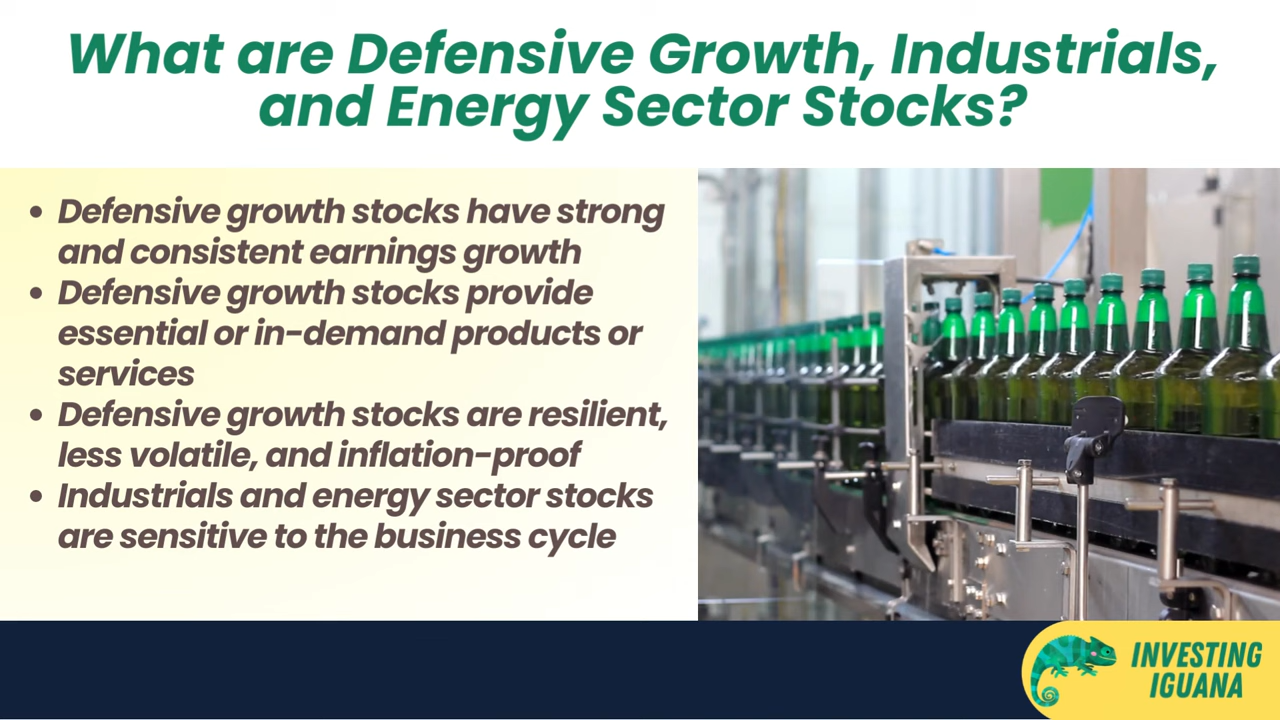 What are Defensive Growth, Industrials,
and Energy Sector Stocks?
• Defensive growth stocks have strong
and consistent earnings growth
• Defensive growth stocks provide
essential or in-demand products or
services
• Defensive growth stocks are resilient,
less volatile, and inflation-proof
• Industrials and energy sector stocks
are sensitive to the business cycle
INVESTING
IGUANA